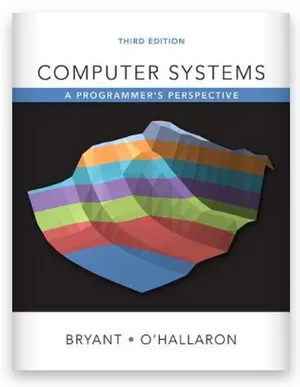 THIRD EDITION
COMPUTER SYSTEMS
A PROGRAMMER'S PERSPECTIVE
BRYANT • O'HALLARON